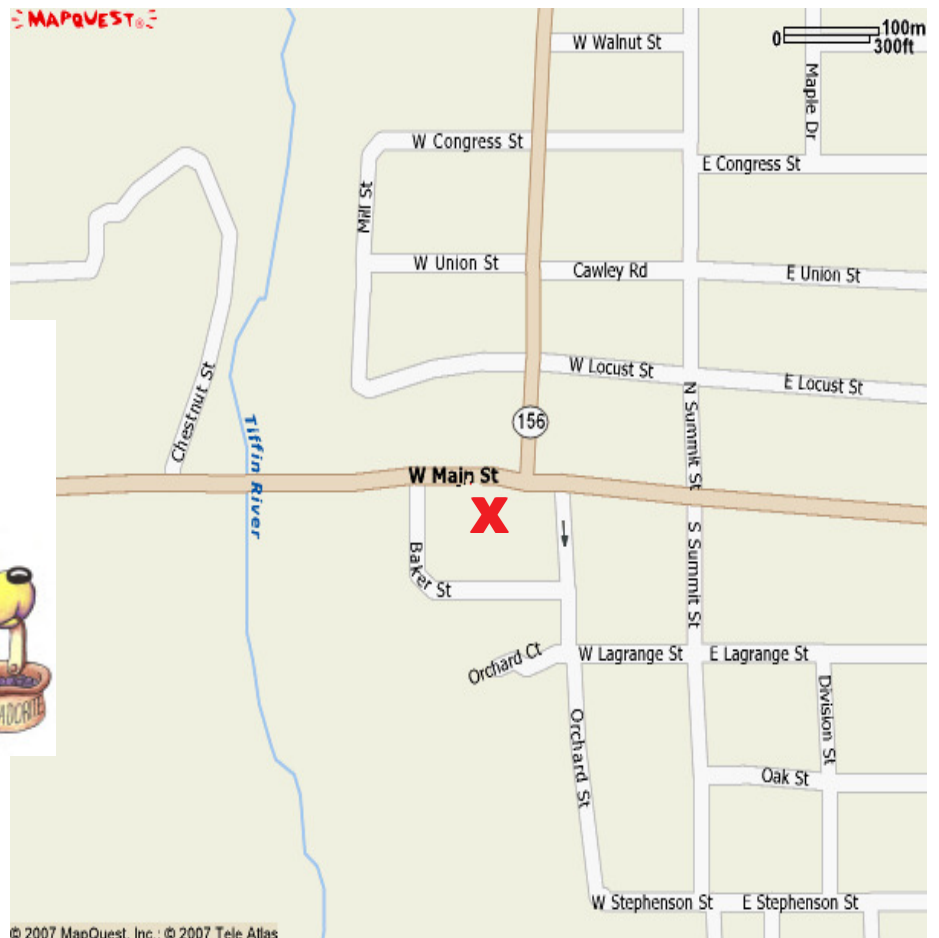 MAPQUEST®
W Walnut St
0 100m
300ft
Maple Dr
W Congress St
E Congress St
Mill St
W Union St
Cawley Rd
E Union St
W Locust St
E Locust St
Chestnut St
156
N Summit St
Tiffin River
W Main St
X
S Summit St
Baker St
Orchard Ct
W Lagrange St
E Lagrange St
Division St
Orchard St
Oak St
W Stephenson St
E Stephenson St
© 2007 MapQuest, Inc.; © 2007 Tele Atlas